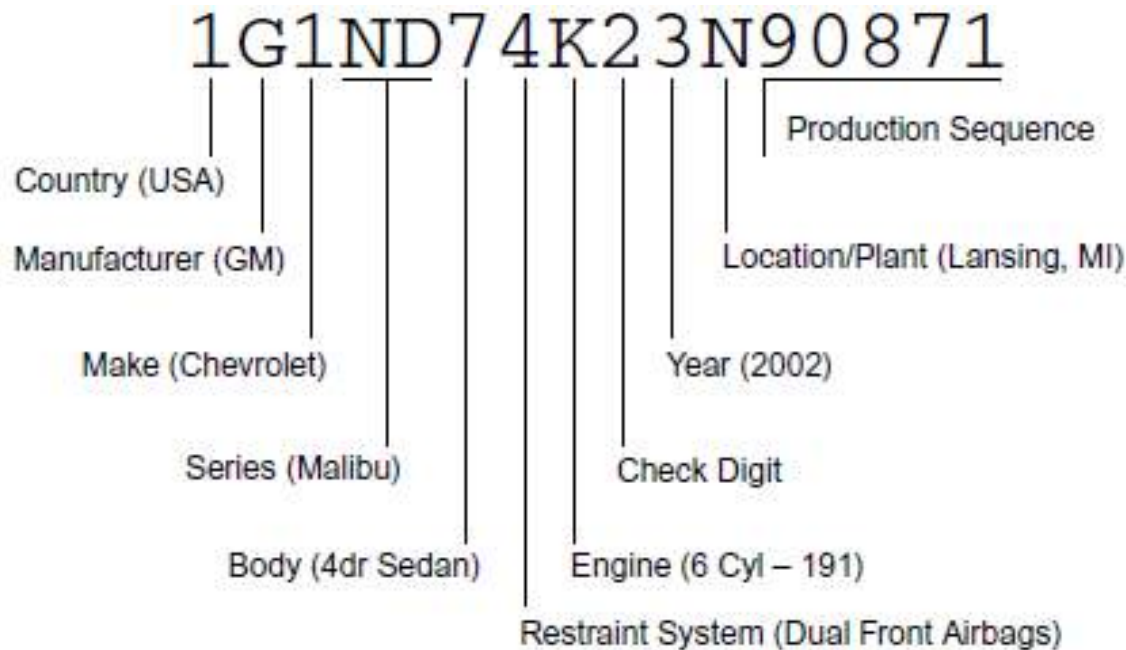 1G1ND74K23N90871
Production Sequence
Country (USA)
Manufacturer (GM)
Location/Plant (Lansing, MI)
Make (Chevrolet)
Year (2002)
Series (Malibu)
Check Digit
Body (4dr Sedan)
Engine (6 Cyl – 191)
Restraint System (Dual Front Airbags)